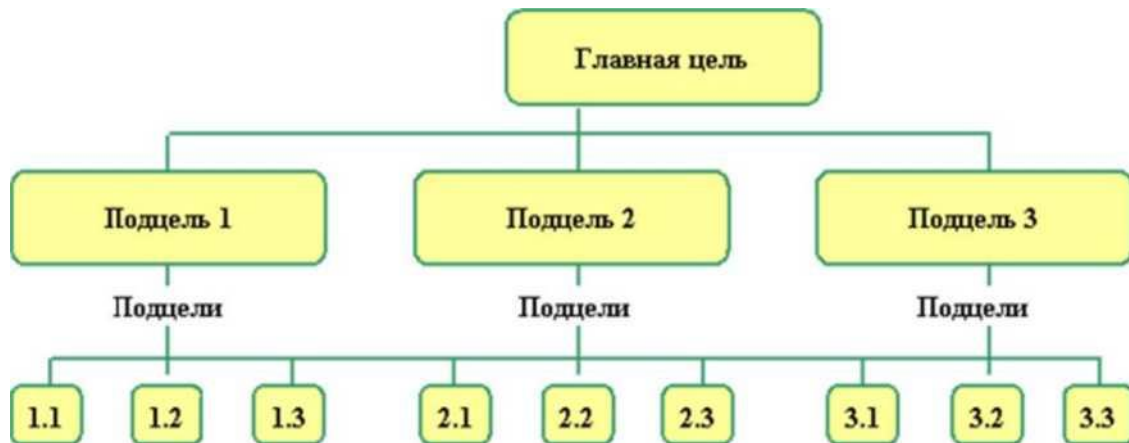 Главная цель
Подцель 1
Подцель 2
Подцель 3
Подцели
Подцели
Подцели
1.1
1.2
1.3
2.1
2.2
2.3
3.1
3.2
3.3